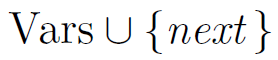 Vars ∪ {next}